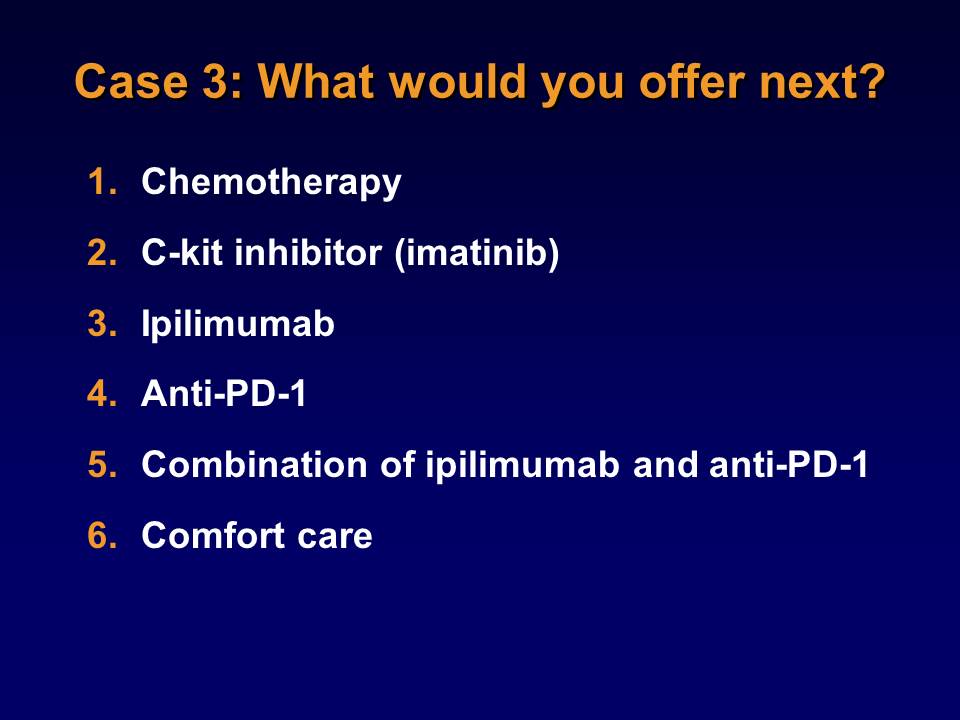 Case 3: What would you offer next?
1. Chemotherapy
2. C-kit inhibitor (imatinib)
3. Ipilimumab
4. Anti-PD-1
5. Combination of ipilimumab and anti-PD-1
6. Comfort care